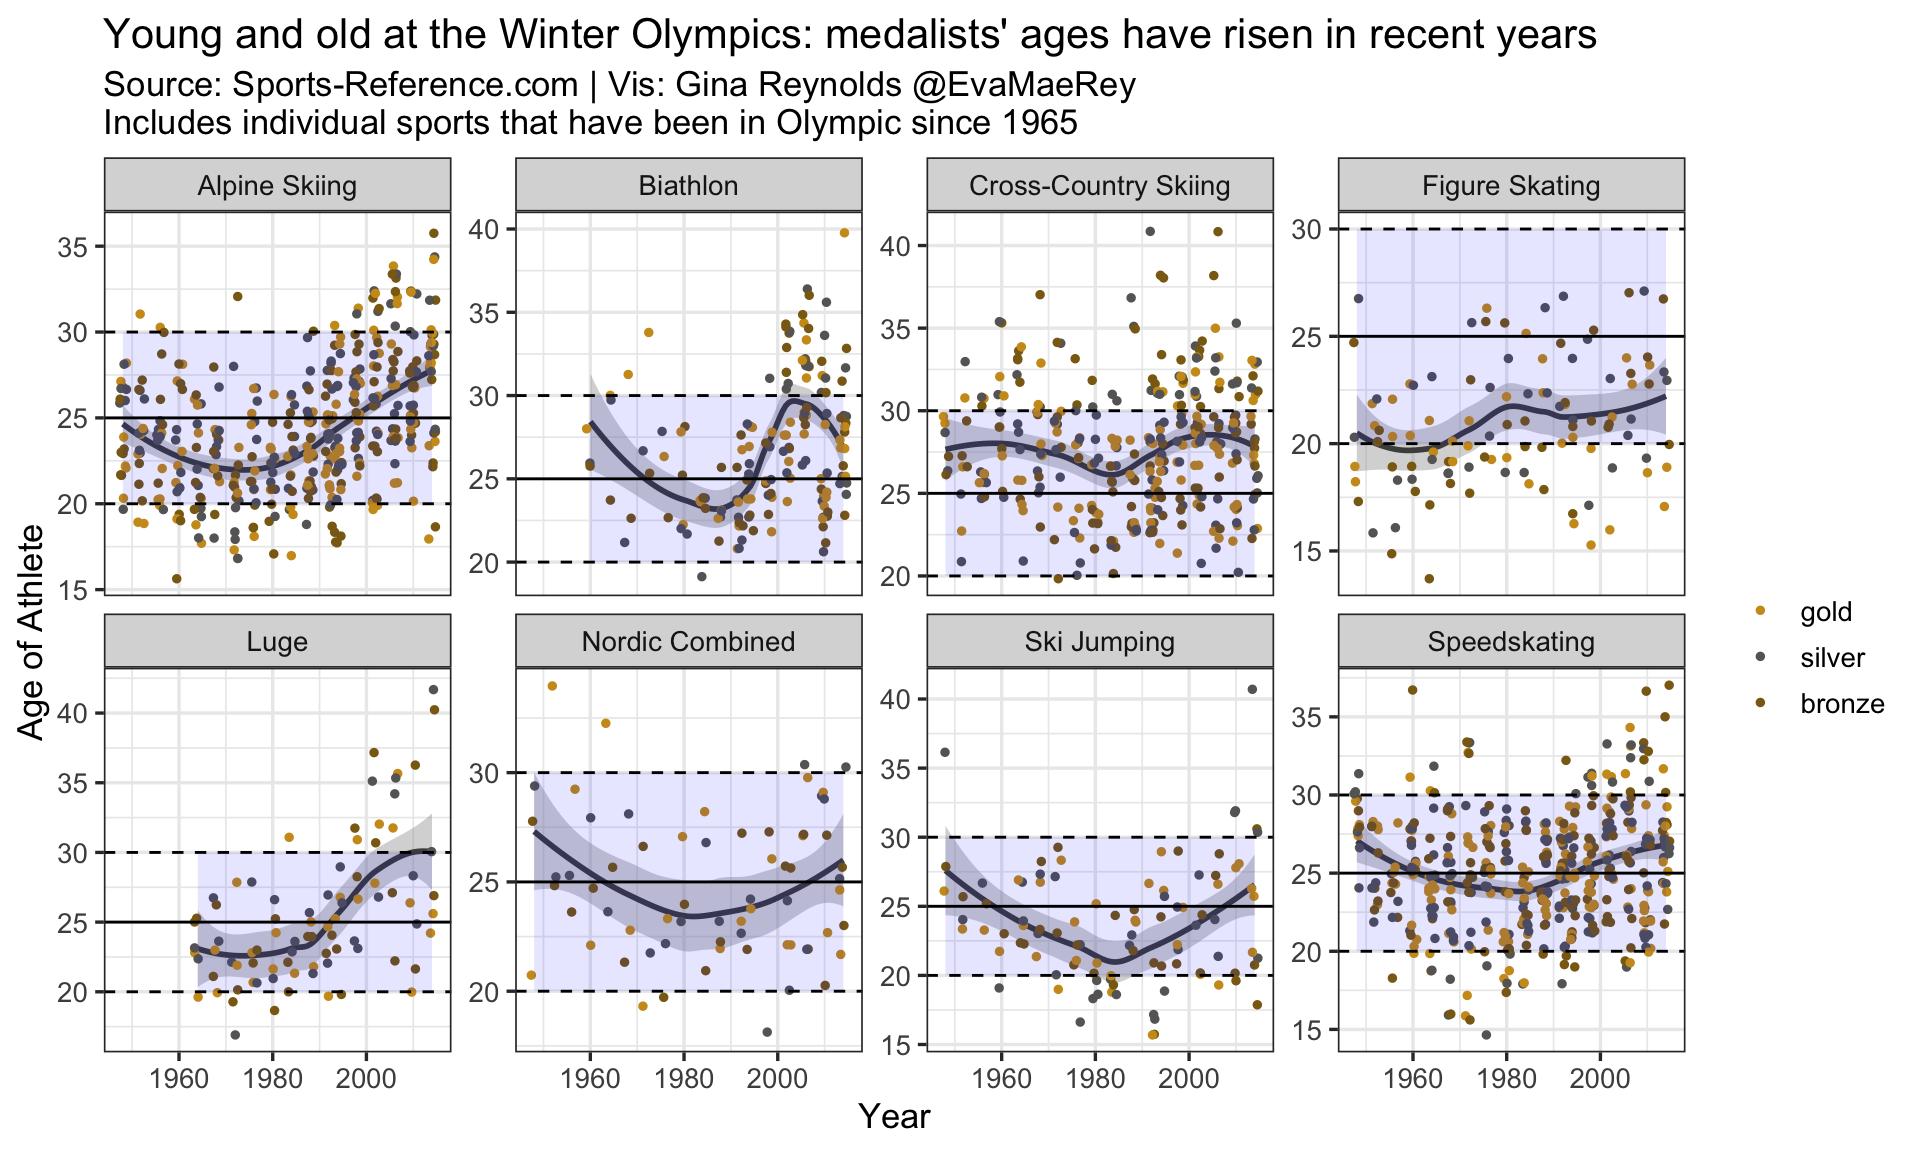 Young and old at the Winter Olympics: medalists' ages have risen in recent years
Source: Sports-Reference.com | Vis: Gina Reynolds @EvaMaeRey
Includes individual sports that have been in Olympic since 1965
Alpine Skiing
Biathlon
Cross-Country Skiing
Figure Skating
35
30
25
20
15
40
35
30
25
20
40
35
30
25
20
30
25
20
15
Age of Athlete
Luge
Nordic Combined
Ski Jumping
Speedskating
40
35
30
25
20
30
25
20
40
35
30
25
20
15
35
30
25
20
15
1960 1980 2000
1960 1980 2000
1960 1980 2000
1960 1980 2000
Year
gold
silver
bronze